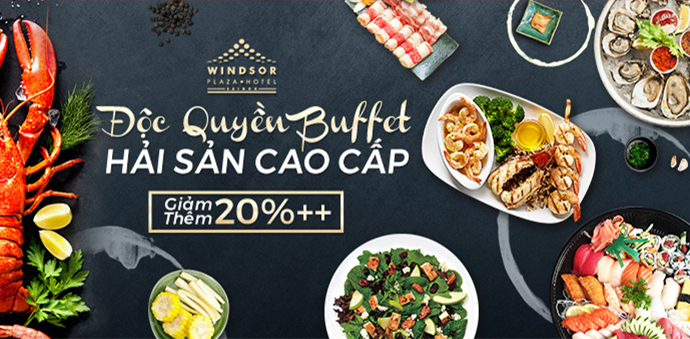 WINDSOR
PLAZA HOTEL
SAIGON
Độc Quyền Buffet
HẢI SẢN CAO CẤP
Giảm
Thêm 20%++